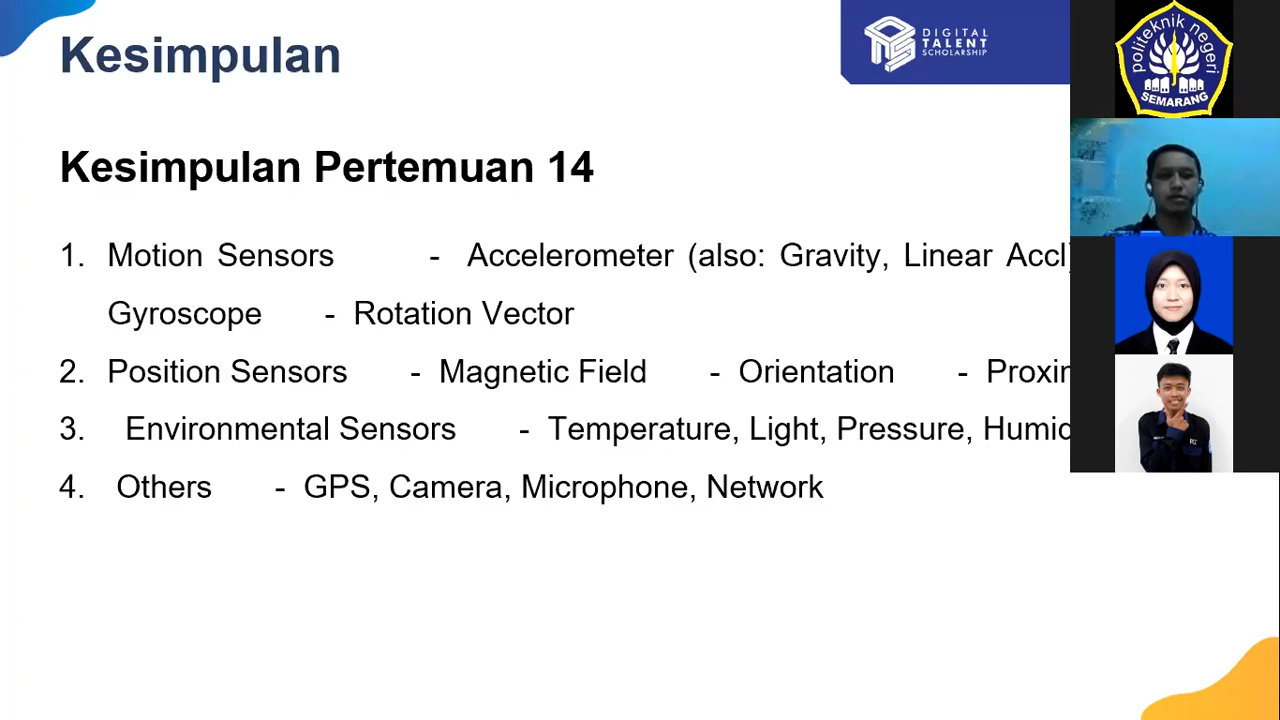 Kesimpulan
DIGITAL
TALENT
SCHOLARSHIP
politeknik negeri
SEMARANG
Kesimpulan Pertemuan 14
1. Motion Sensors - Accelerometer (also: Gravity, Linear Accl)
Gyroscope - Rotation Vector
2. Position Sensors - Magnetic Field - Orientation -
3. Environmental Sensors - Temperature, Light, Pressure,
4. Others - GPS, Camera, Microphone, Network